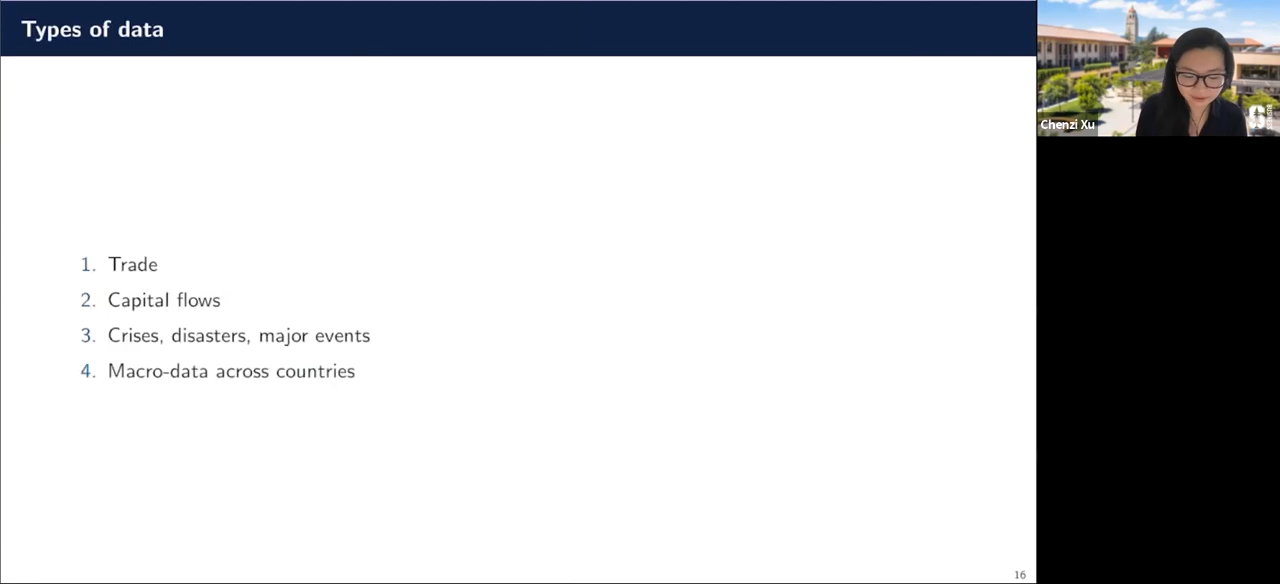 Types of data
1. Trade
2. Capital flows
3. Crises, disasters, major events
4. Macro-data across countries
16
Chenzi Xu